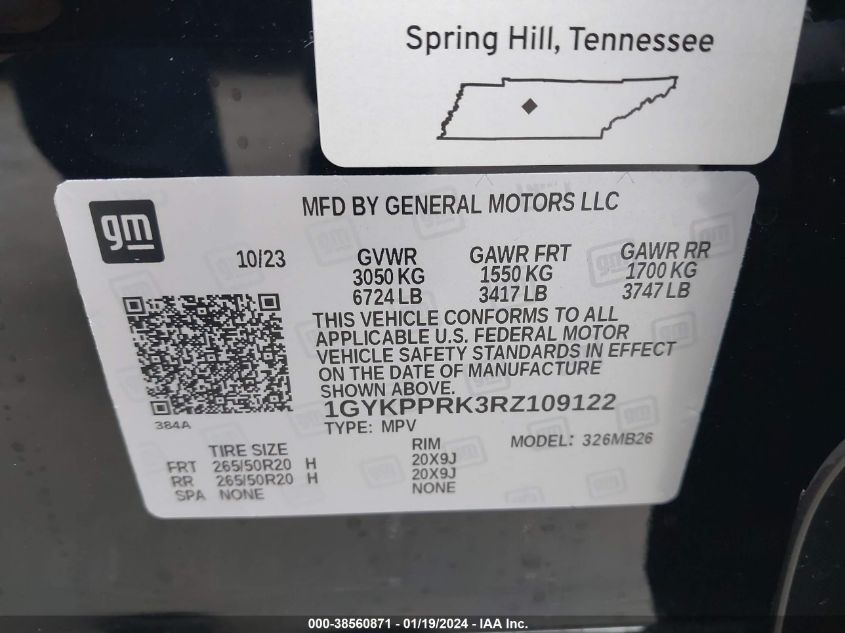 Spring Hill, Tennessee
gm
MFD BY GENERAL MOTORS LLC
10/23
GVWR
3050 KG
6724 LB
GAWR FRT
1550 KG
3417 LB
GAWR RR
1700 KG
3747 LB
THIS VEHICLE CONFORMS TO ALL
APPLICABLE U.S. FEDERAL MOTOR
VEHICLE SAFETY STANDARDS IN EFFECT
ON THE DATE OF MANUFACTURE
SHOWN ABOVE.
1GYKPPRK3RZ109122
TYPE: MPV
MODEL: 326MB26
384A
TIRE SIZE
RIM
FRT 265/50R20 H 20X9J
RR 265/50R20 H 20X9J
SPA NONE NONE
000-38560871 - 01/19/2024 - IAA Inc.